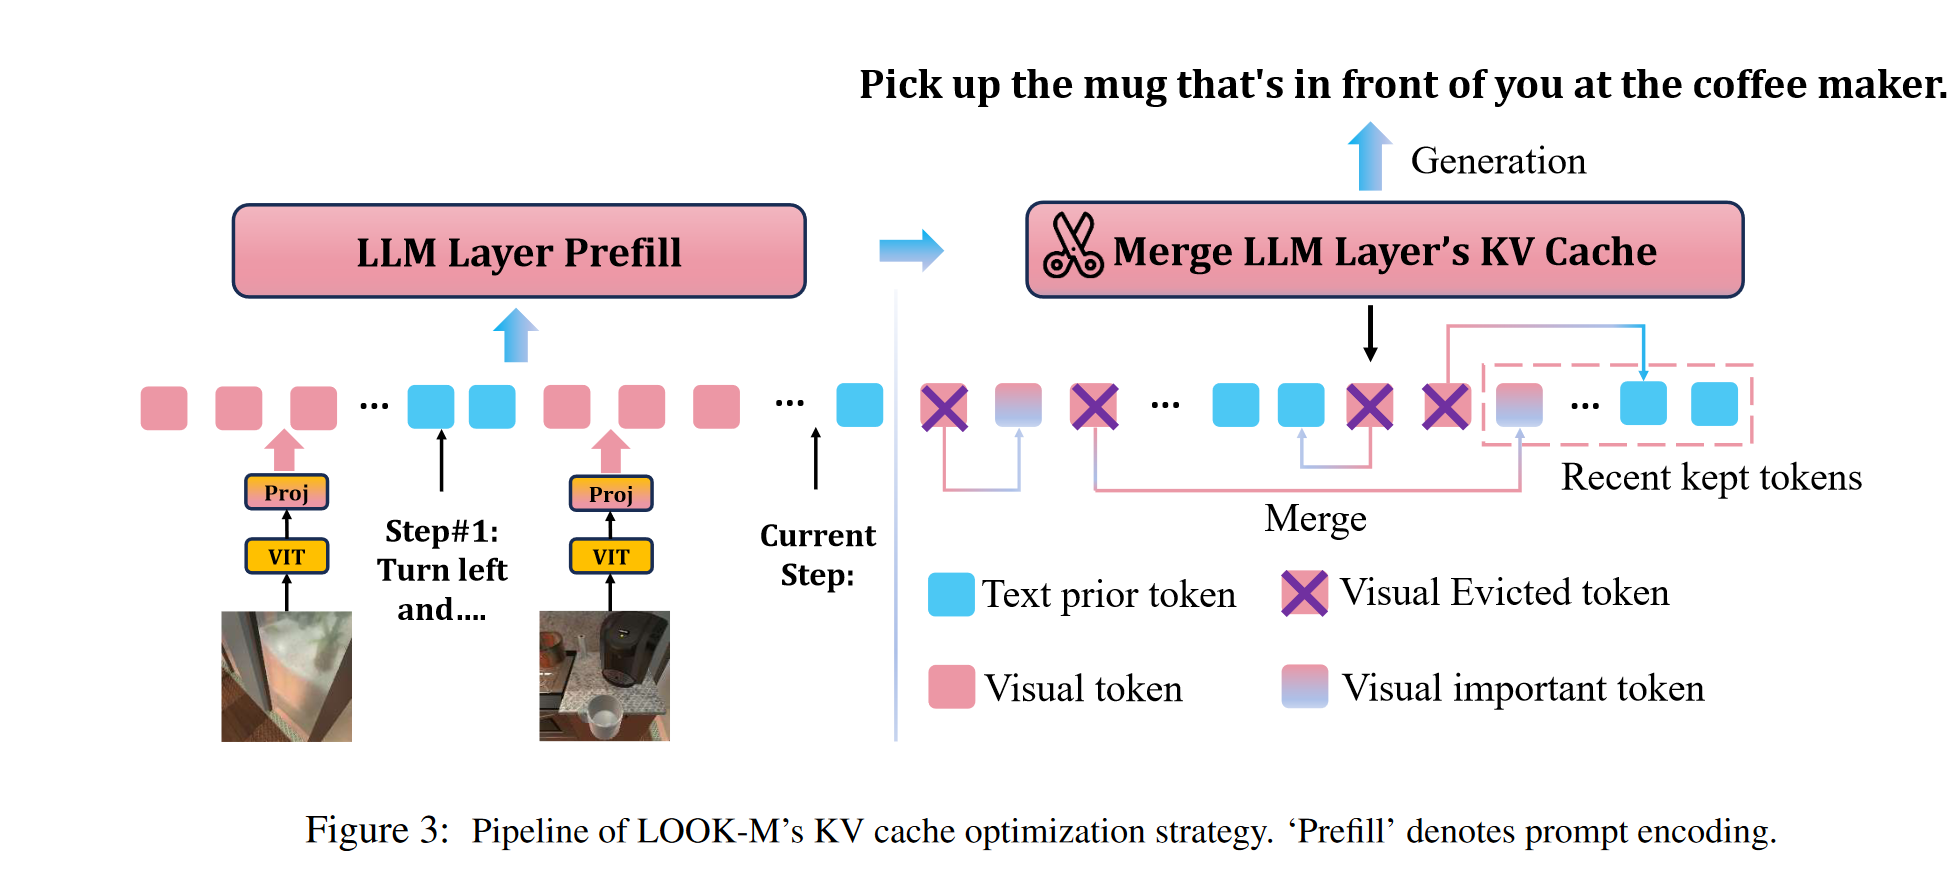 Pick up the mug that's in front of you at the coffee maker.
Generation
LLM Layer Prefill
Merge LLM Layer’s KV Cache
...
...
...
...
Proj
VIT
Step#1:
Turn left
and....
Proj
VIT
Current
Step:
Recent kept tokens
Merge
Text prior token
Visual Evicted token
Visual token
Visual important token
Figure 3: Pipeline of LOOK-M’s KV cache optimization strategy. ‘Prefill’ denotes prompt encoding.